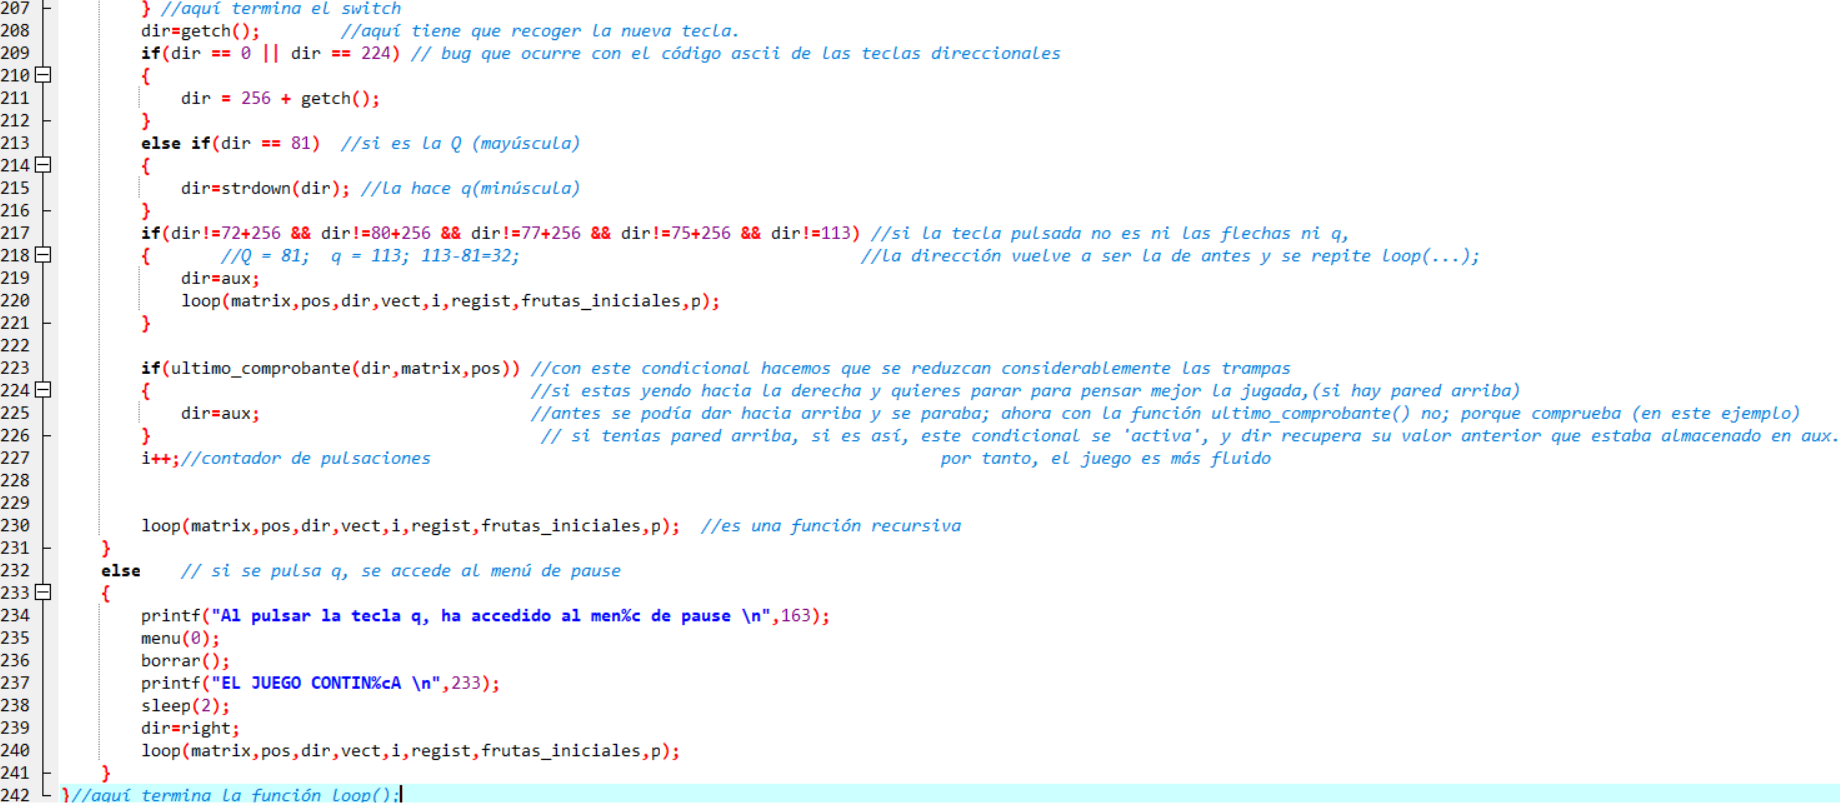 207 } //aquí termina el switch
208 dir=getch(); //aquí tiene que recoger la nueva tecla.
209 if(dir == 0 || dir == 224) // bug que ocurre con el código ascii de las teclas direccionales
210 {
211 dir = 256 + getch();
212 }
213 else if(dir == 81) //si es la Q (mayúscula)
214 {
215 dir=strdown(dir); //la hace q(minúscula)
216 }
217 if(dir!=72+256 && dir!=80+256 && dir!=77+256 && dir!=75+256 && dir!=113) //si la tecla pulsada no es ni las flechas ni q,
218 { //Q = 81; q = 113; 113-81=32; //la dirección vuelve a ser la de antes y se repite loop(...);
219 dir=aux;
220 loop(matrix,pos,dir,vect,i,regist,frutas_iniciales,p);
221 }
222
223 if(ultimo_comprobante(dir,matrix,pos)) //con este condicional hacemos que se reduzcan considerablemente las trampas
224 { //si estas yendo hacia la derecha y quieres parar para pensar mejor la jugada,(si hay pared arriba)
225 dir=aux; //antes se podía dar hacia arriba y se paraba; ahora con la función ultimo_comprobante() no; porque comprueba (en este ejemplo)
226 } // si tenias pared arriba, si es así, este condicional se 'activa', y dir recupera su valor anterior que estaba almacenado en aux.
227 i++;//contador de pulsaciones por tanto, el juego es más fluido
228
229
230 loop(matrix,pos,dir,vect,i,regist,frutas_iniciales,p); //es una función recursiva
231 }
232 else // si se pulsa q, se accede al menú de pause
233 {
234 printf("Al pulsar la tecla q, ha accedido al men%c de pause \n",163);
235 menu(0);
236 borrar();
237 printf("EL JUEGO CONTIN%cA \n",233);
238 sleep(2);
239 dir=right;
240 loop(matrix,pos,dir,vect,i,regist,frutas_iniciales,p);
241 }
242 }//aquí termina la función loop();